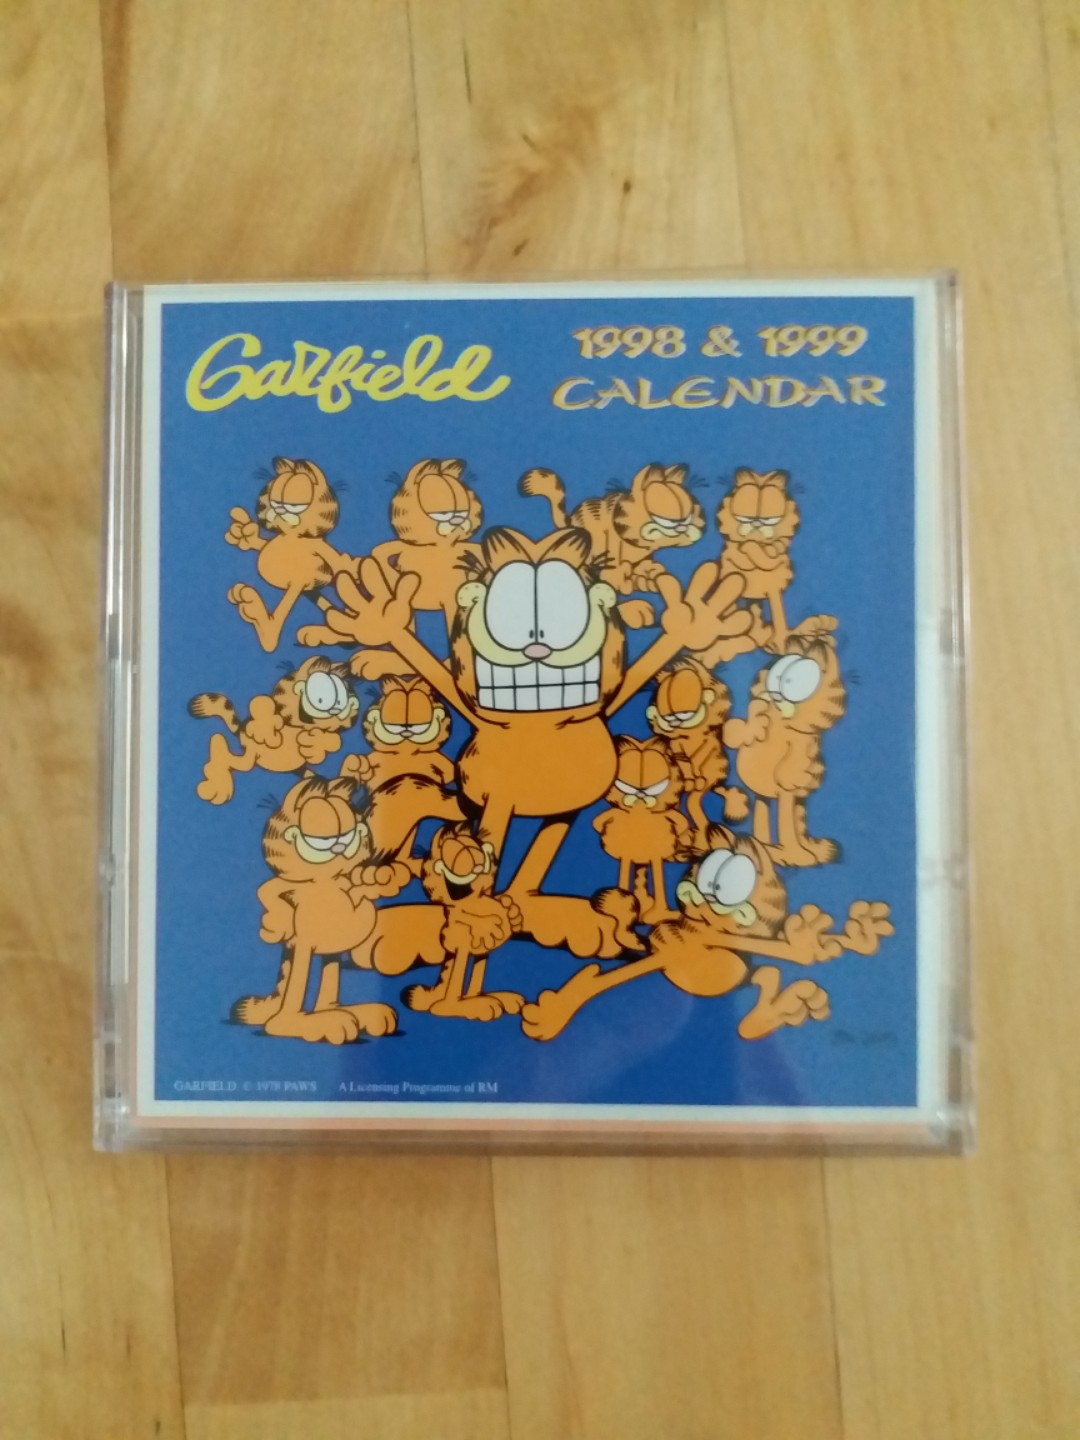 Garfield
1998 & 1999
CALENDAR
GARFIELD © 1978 PAWS A Licensing Programme of RM